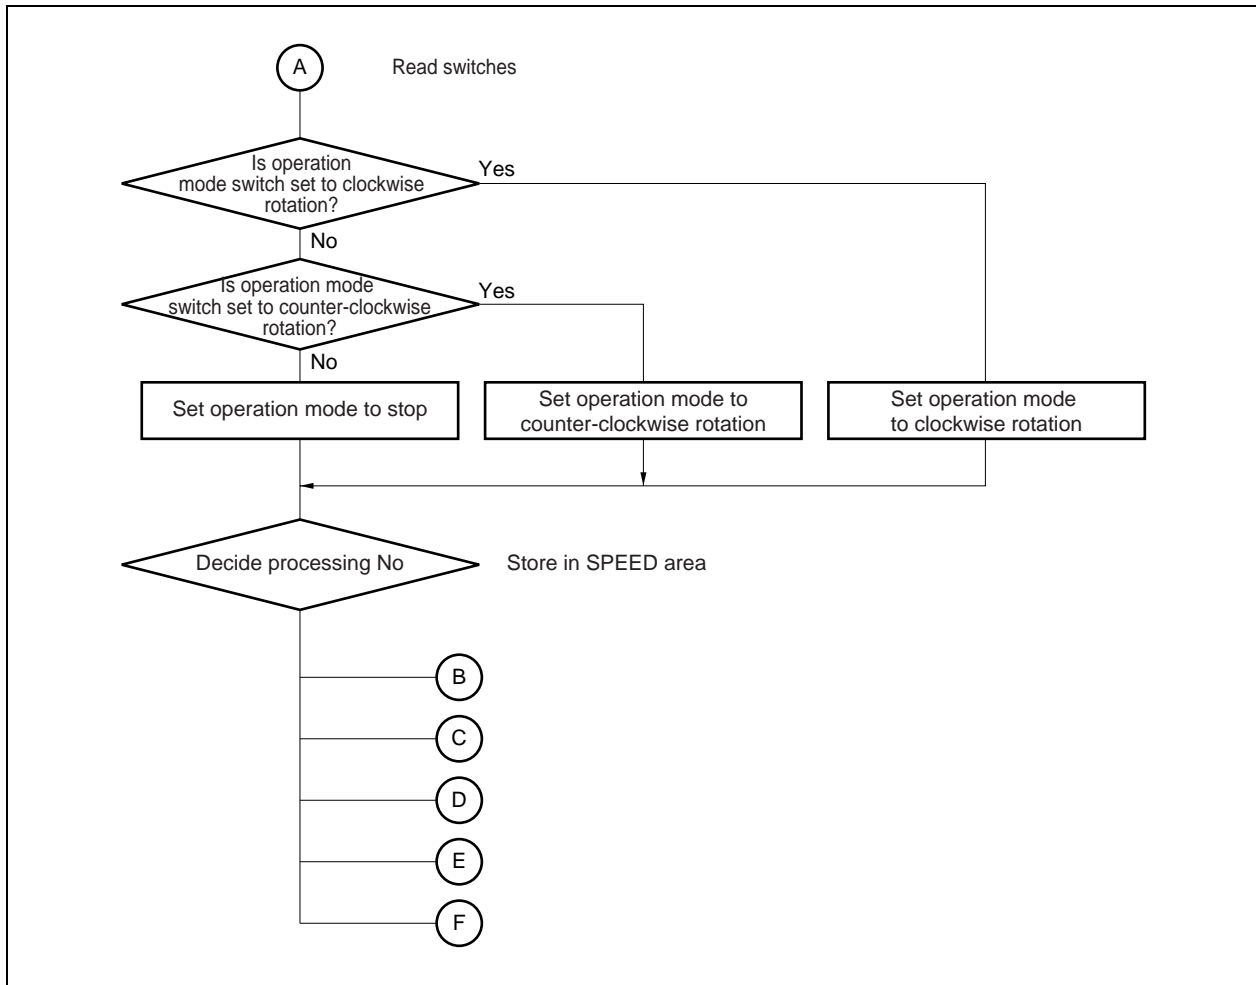 A
Read switches
Is operation
mode switch set to clockwise
rotation?
Yes
No
Is operation mode
switch set to counter-clockwise
rotation?
Yes
No
Set operation mode to stop
Set operation mode to
counter-clockwise rotation
Set operation mode
to clockwise rotation
Decide processing No
Store in SPEED area
B
C
D
E
F